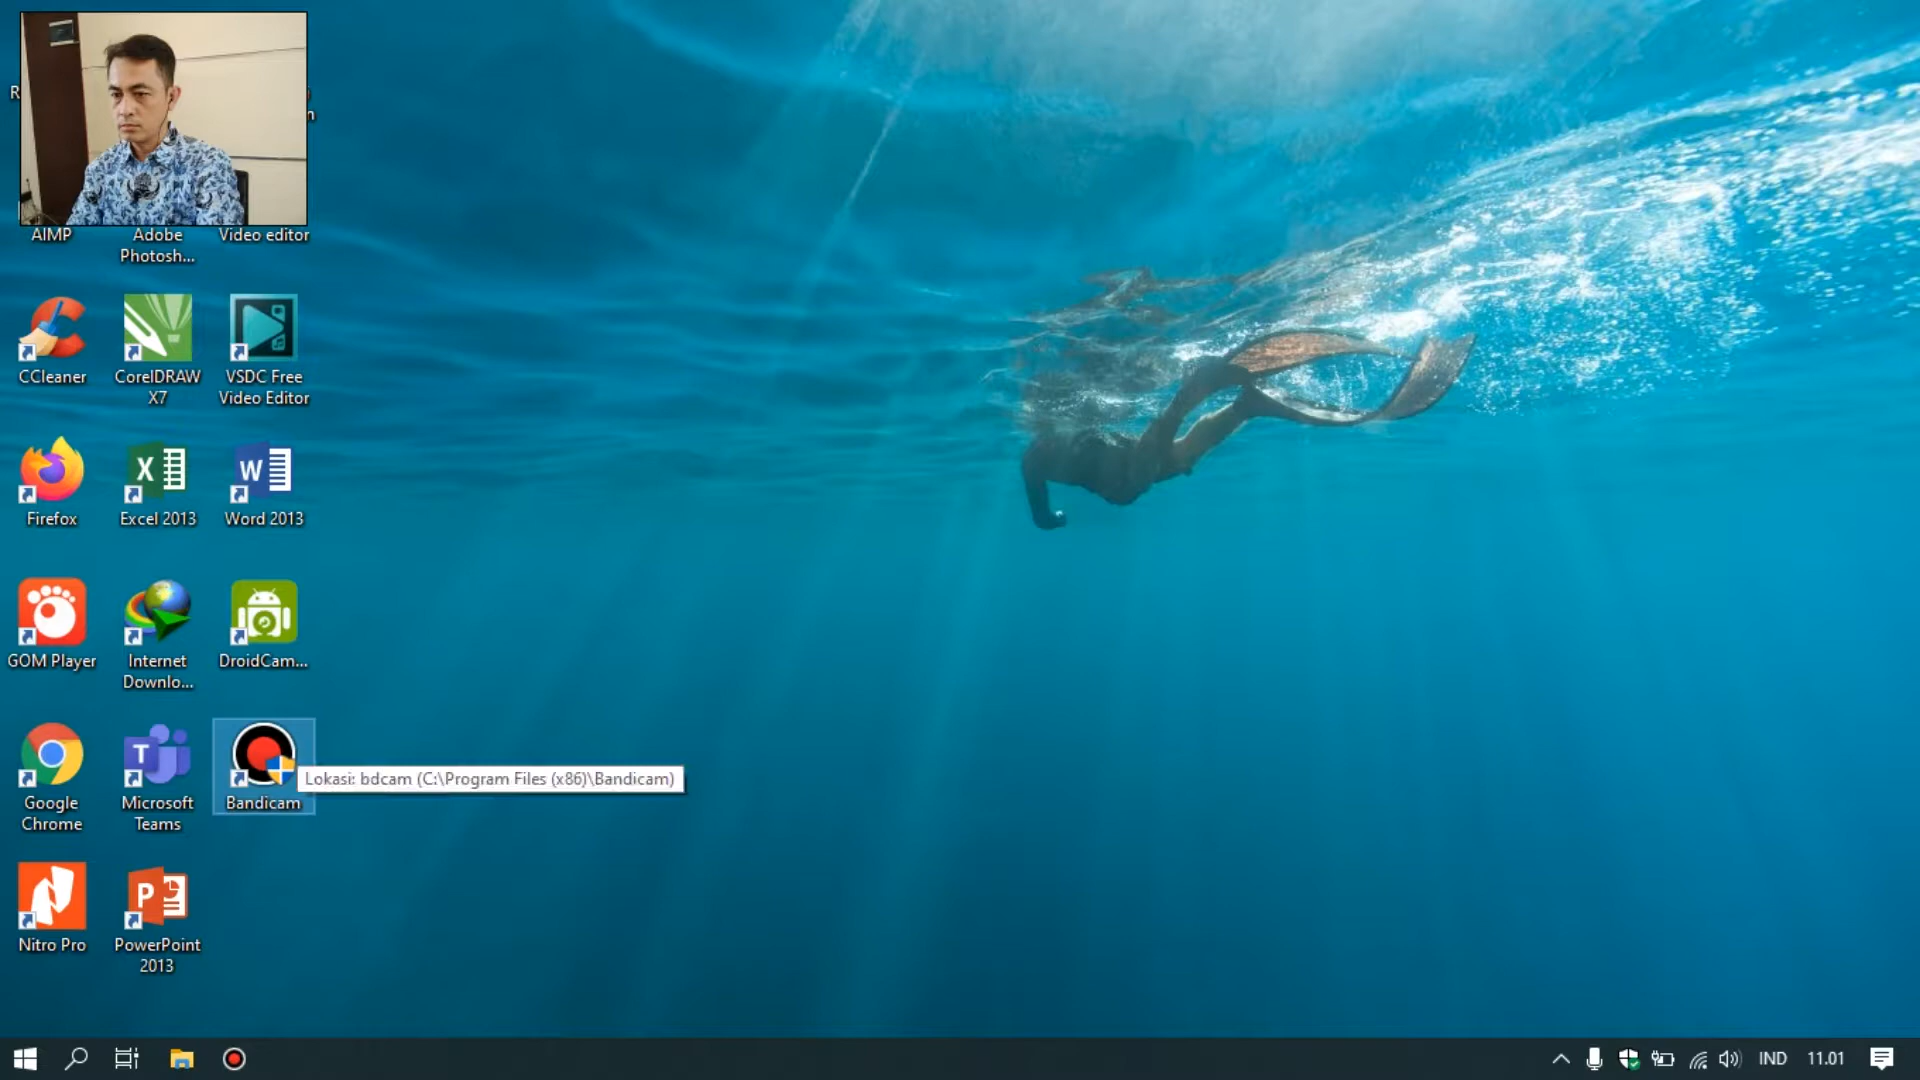 R
n
AIMP
Adobe
Photosh...
Video editor
CCleaner
CorelDRAW
X7
VSDC Free
Video Editor
Firefox
Excel 2013
Word 2013
GOM Player
Internet
Downlo...
DroidCam...
Google
Chrome
Microsoft
Teams
Bandicam
Lokasi: bdcam (C:\Program Files (x86)\Bandicam)
Nitro Pro
PowerPoint
2013
IND
11.01